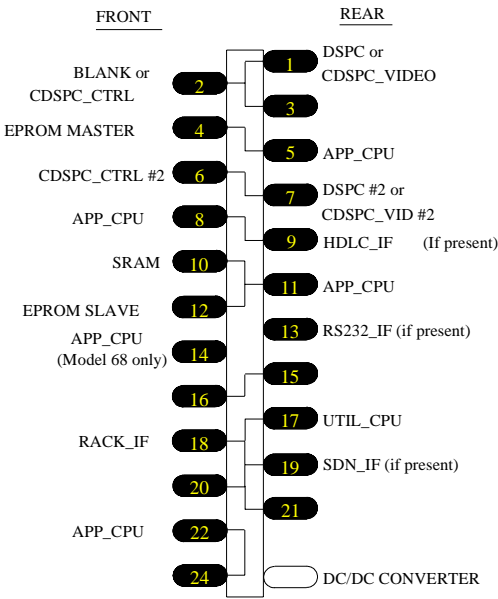 FRONT
REAR
1
DSPC or
CDSPC_VIDEO
BLANK or
CDSPC_CTRL
2
3
EPROM MASTER
4
5
APP_CPU
CDSPC_CTRL #2
6
7
DSPC #2 or
CDSPC_VID #2
APP_CPU
8
9
HDLC_IF (If present)
SRAM
10
11
APP_CPU
EPROM SLAVE
12
13
RS232_IF (if present)
APP_CPU
(Model 68 only)
14
15
16
17
UTIL_CPU
RACK_IF
18
19
SDN_IF (if present)
20
21
APP_CPU
22
24
DC/DC CONVERTER